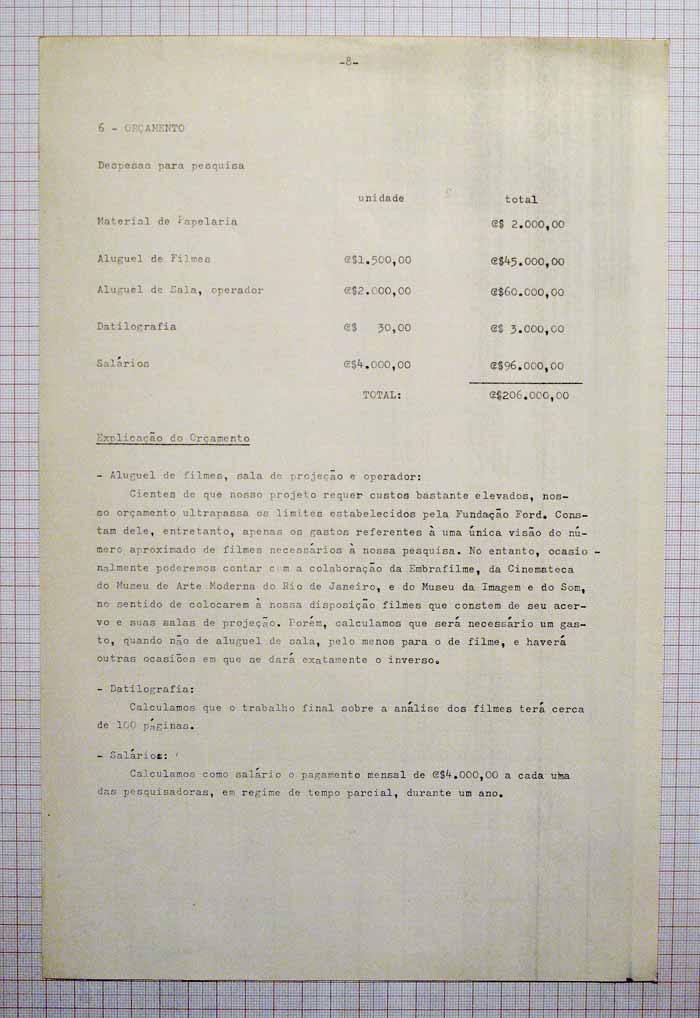 -8-
6 - ORÇAMENTO
Despesas para pesquisa
unidade total
Material de Papelaria ₢$ 2.000,00
Aluguel de Filmes ₢$1.500,00 ₢$45.000,00
Aluguel de Sala, operador ₢$2.000,00 ₢$60.000,00
Datilografia ₢$ 30,00 ₢$ 3.000,00
Salários ₢$4.000,00 ₢$96.000,00
TOTAL: ₢$206.000,00
Explicação do Orçamento
- Aluguel de filmes, sala de projeção e operador:
Cientes de que nosso projeto requer custos bastante elevados, nos-
so orçamento ultrapassa os limites estabelecidos pela Fundação Ford. Cons-
tam dele, entretanto, apenas os gastos referentes à uma única visão do nú-
mero aproximado de filmes necessários à nossa pesquisa. No entanto, ocasio -
nalmente poderemos contar com a colaboração da Embrafilme, da Cinemateca
do Museu de Arte Moderna do Rio de Janeiro, e do Museu da Imagem e do Som,
no sentido de colocarem à nossa disposição filmes que constem de seu acer-
vo e suas salas de projeção. Porém, calculamos que será necessário um gas-
to, quando não de aluguel de sala, pelo menos para o de filme, e haverá
outras ocasiões em que se dará exatamente o inverso.
- Datilografia:
Calculamos que o trabalho final sobre a análise dos filmes terá cerca
de 100 páginas.
- Salários:
Calculamos como salário o pagamento mensal de ₢$4.000,00 a cada uma
das pesquisadoras, em regime de tempo parcial, durante um ano.